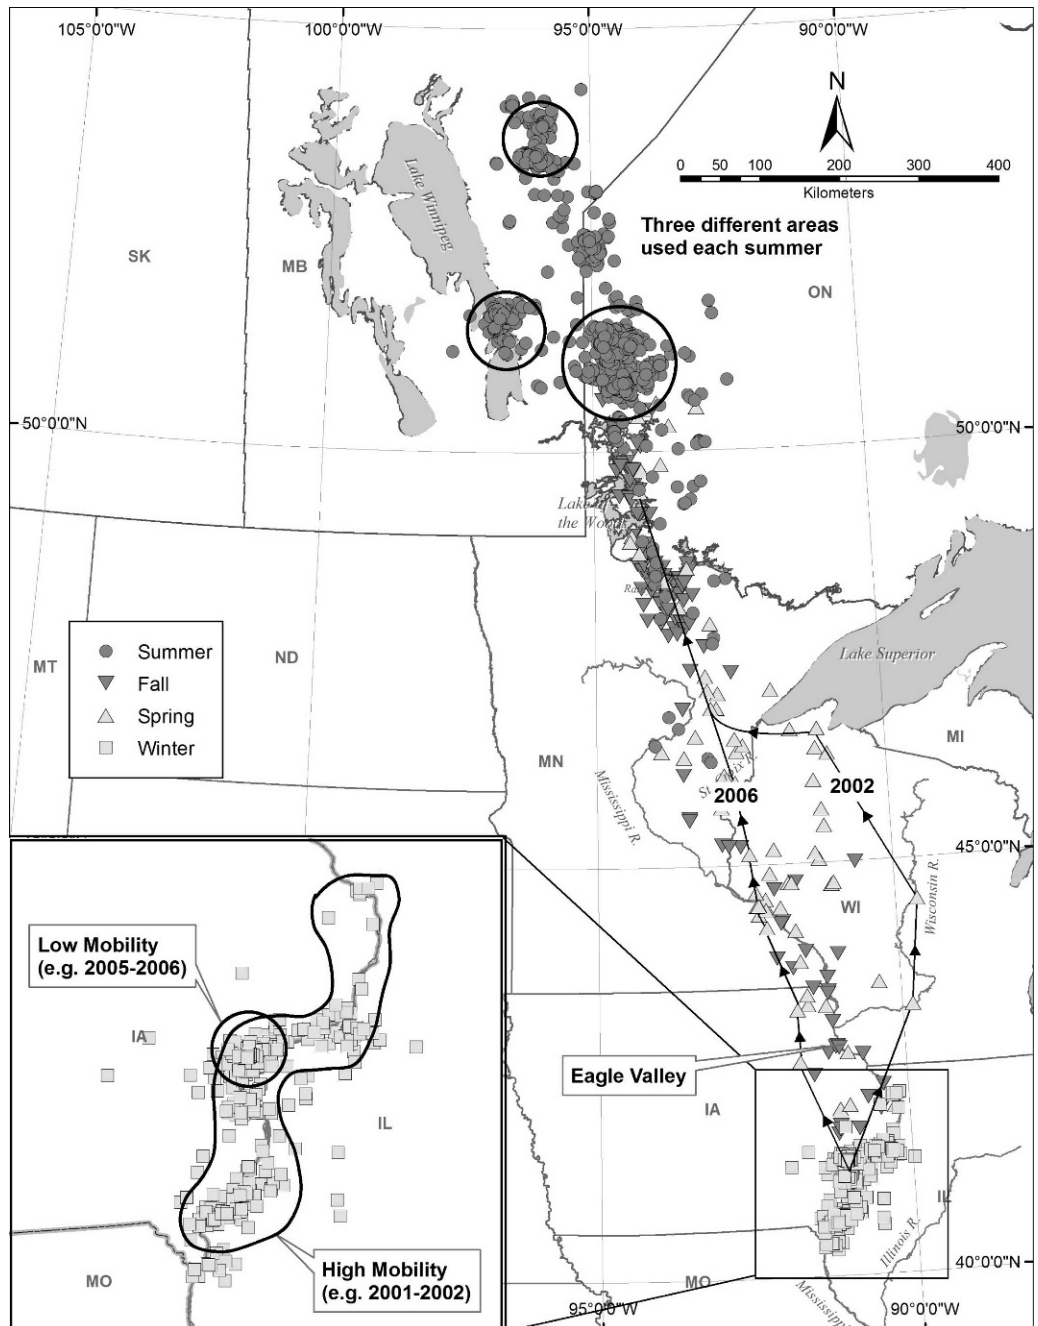 105°0'0"W
100°0'0"W
95°0'0"W
90°0'0"W
N
0 50 100 200 300 400
Kilometers
Three different areas
used each summer
Lake Winnipeg
SK
MB
ON
50°0'0"N
50°0'0"N
Lake
the Woods
Lake Superior
Summer
Fall
Spring
Winter
MT
ND
MN
MI
2006
2002
Mississippi R.
45°0'0"N
Wisconsin R.
WI
Low Mobility
(e.g. 2005-2006)
IA
IL
Eagle Valley
IA
IL
Illinois R.
MO
High Mobility
(e.g. 2001-2002)
MO
40°0'0"N
95°0'0"W
90°0'0"W